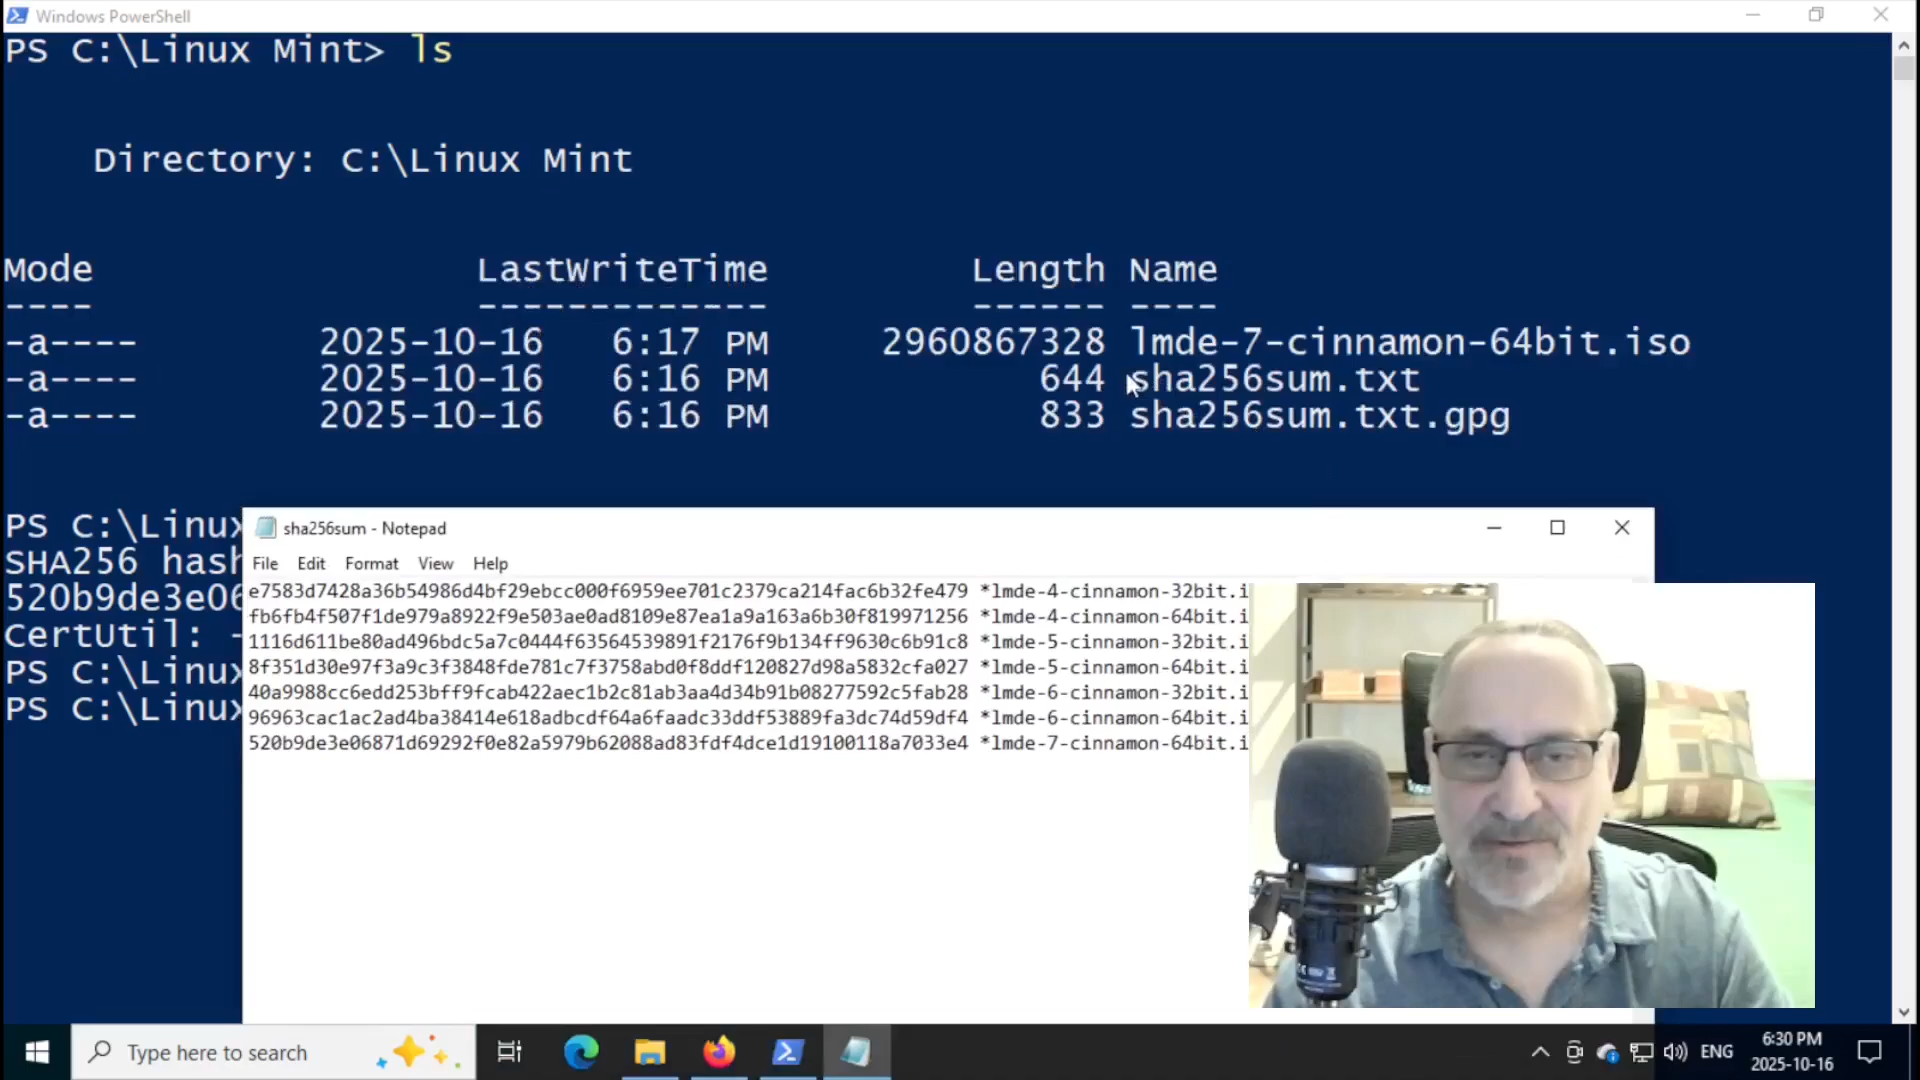 Windows PowerShell
PS C:\Linux Mint> ls
Directory: C:\Linux Mint
Mode LastWriteTime Length Name
---- ------------- ------ ----
-a---- 2025-10-16 6:17 PM 2960867328 lmde-7-cinnamon-64bit.iso
-a---- 2025-10-16 6:16 PM 644 sha256sum.txt
-a---- 2025-10-16 6:16 PM 833 sha256sum.txt.gpg
PS C:\Linux
SHA256 hash
520b9de3e06
CertUtil: -
PS C:\Linux
PS C:\Linux
sha256sum - Notepad
File Edit Format View Help
e7583d7428a36b54986d4bf29ebcc000f6959ee701c2379ca214fac6b32fe479 *lmde-4-cinnamon-32bit.i
fb6fb4f507f1de979a8922f9e503ae0ad8109e87ea1a9a163a6b30f819971256 *lmde-4-cinnamon-64bit.i
1116d611be80ad496bdc5a7c0444f63564539891f2176f9b134ff9630c6b91c8 *lmde-5-cinnamon-32bit.i
8f351d30e97f3a9c3f3848fde781c7f3758abd0f8ddf120827d98a5832cfa027 *lmde-5-cinnamon-64bit.i
40a9988cc6edd253bff9fcab422aec1b2c81ab3aa4d34b91b08277592c5fab28 *lmde-6-cinnamon-32bit.i
96963cac1ac2ad4ba38414e618adbcdf64a6faadc33ddf53889fa3dc74d59df4 *lmde-6-cinnamon-64bit.i
520b9de3e06871d69292f0e82a5979b62088ad83fdf4dce1d19100118a7033e4 *lmde-7-cinnamon-64bit.i
Type here to search
ENG
6:30 PM
2025-10-16